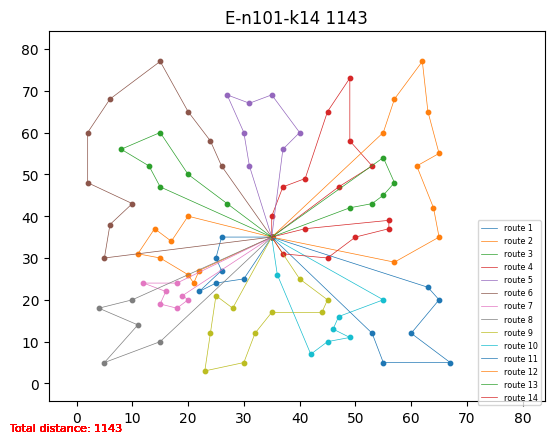 E-n101-k14 1143
80
70
60
50
40
30
20
10
0
0 10 20 30 40 50 60 70 80
route 1
route 2
route 3
route 4
route 5
route 6
route 7
route 8
route 9
route 10
route 11
route 12
route 13
route 14
Total distance: 1143